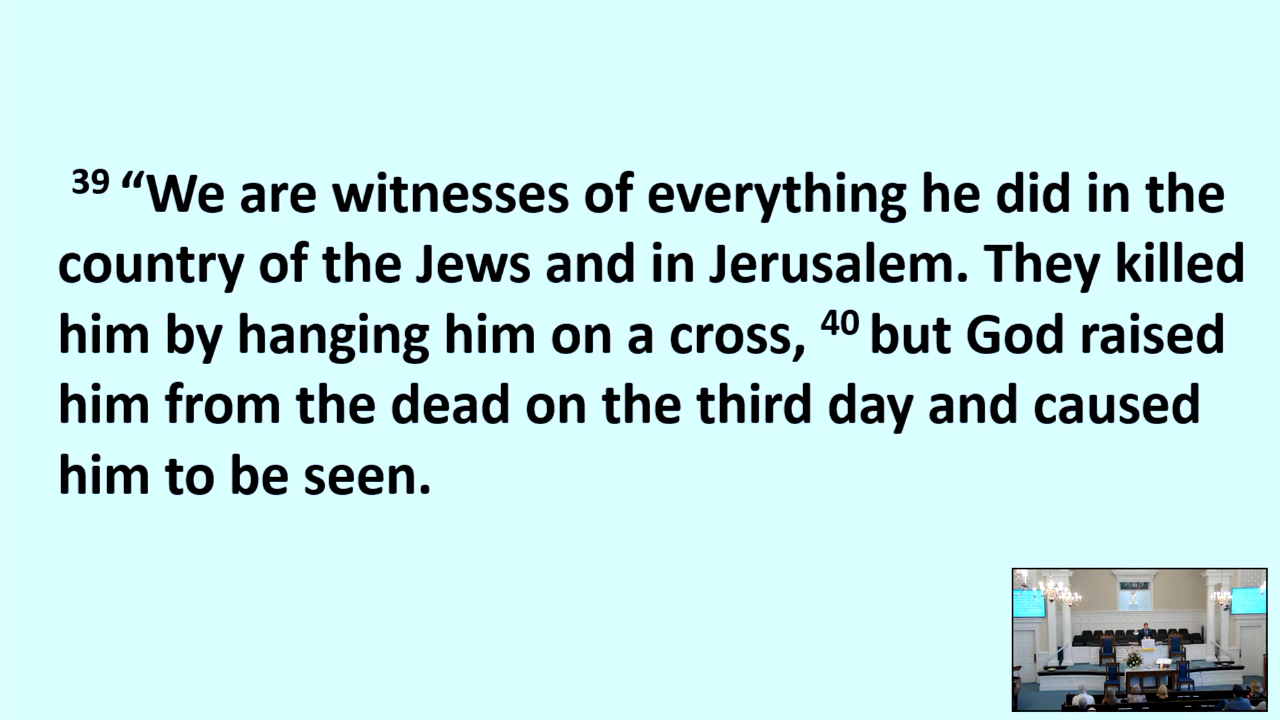 39 “We are witnesses of everything he did in the
country of the Jews and in Jerusalem. They killed
him by hanging him on a cross, 40 but God raised
him from the dead on the third day and caused
him to be seen.